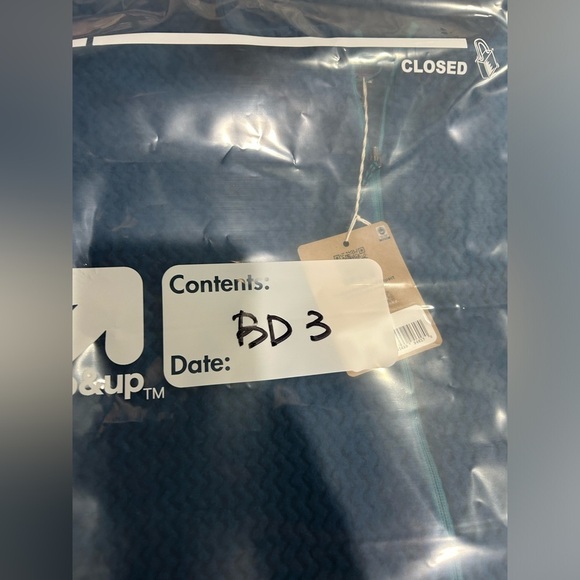 CLOSED
Contents:
BD 3
Date:
&up™